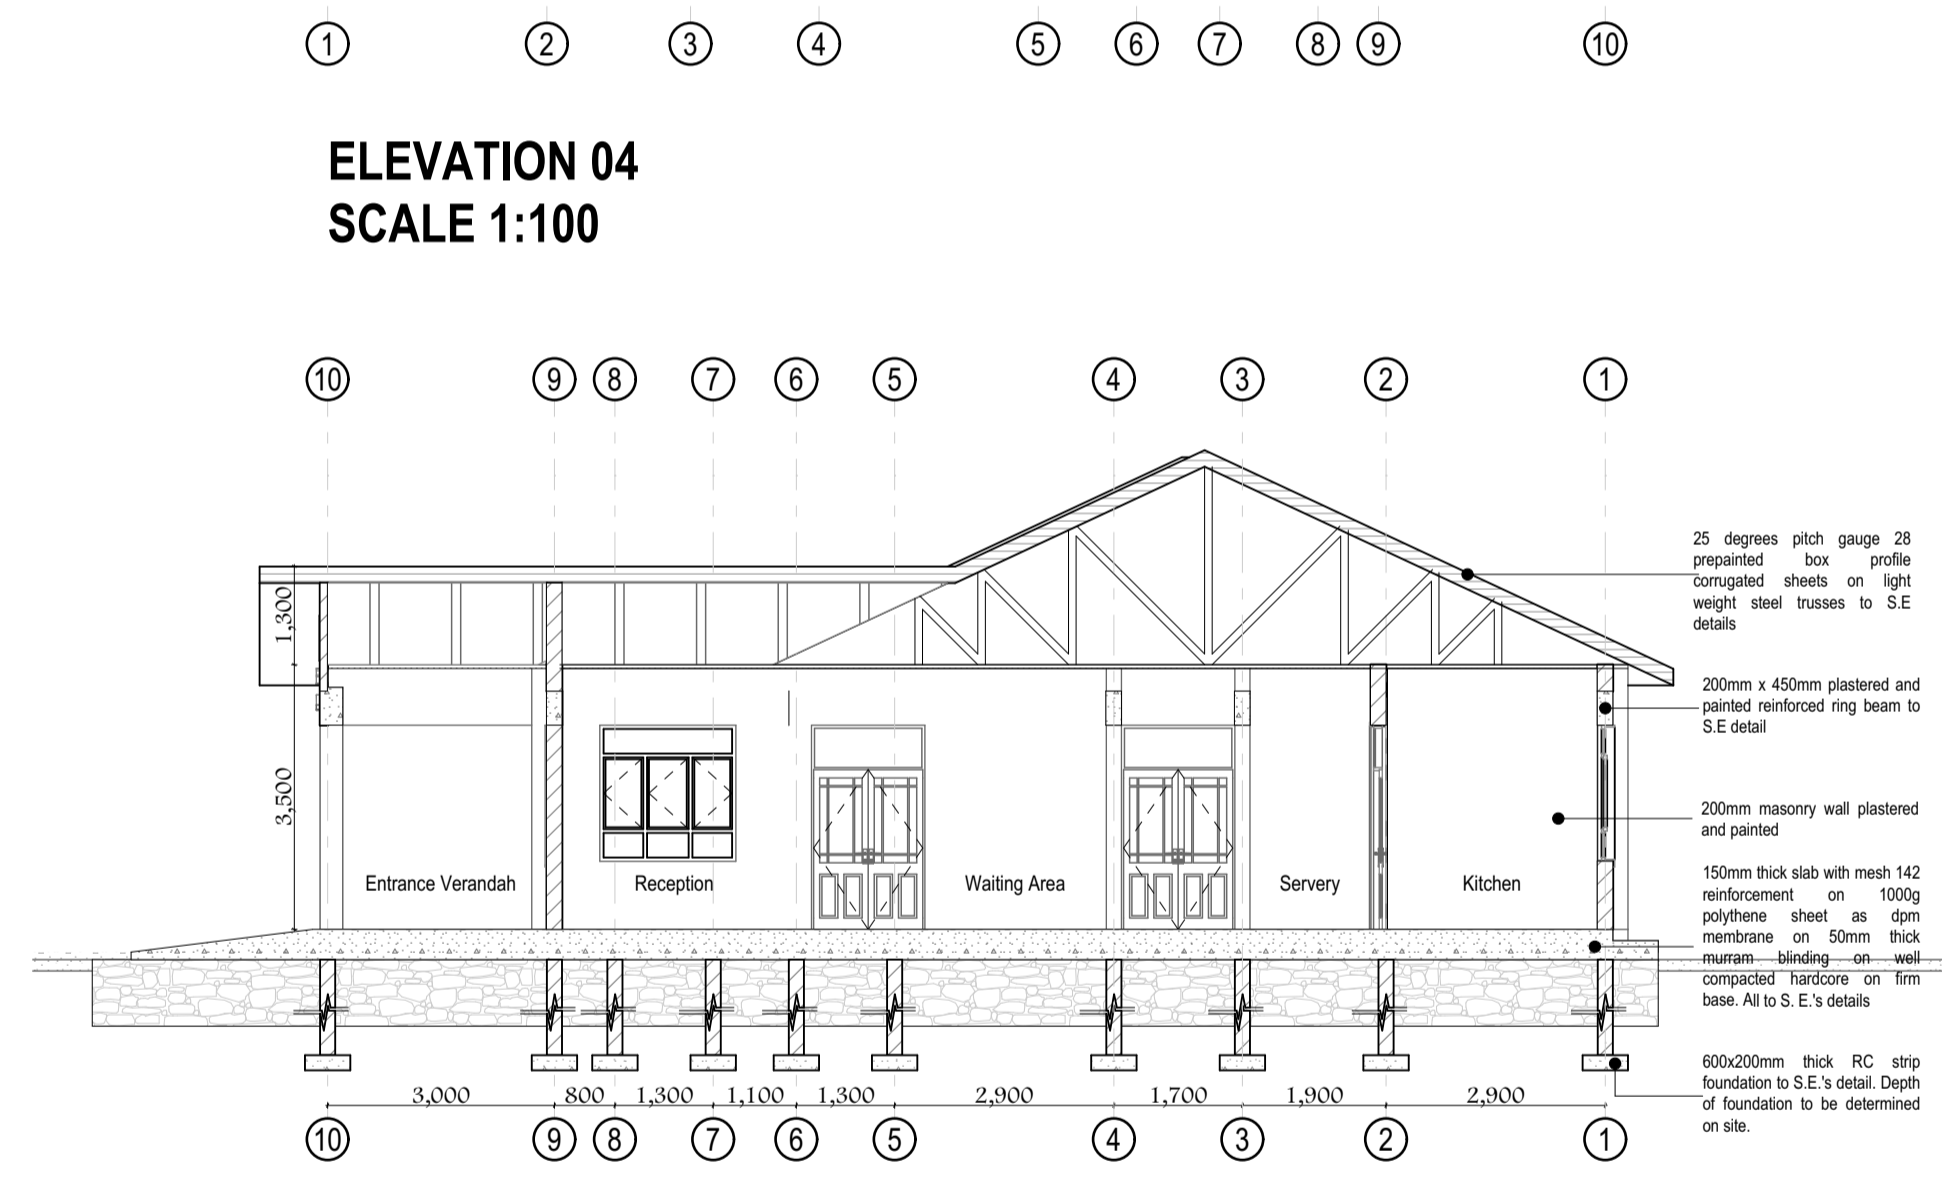 1 2 3 4 5 6 7 8 9 10
ELEVATION 04
SCALE 1:100
10 9 8 7 6 5 4 3 2 1
25 degrees pitch gauge 28
prepainted box profile
corrugated sheets on light
weight steel trusses to S.E
details
1,300
200mm x 450mm plastered and
painted reinforced ring beam to
S.E detail
3,500
200mm masonry wall plastered
and painted
Entrance Verandah Reception Waiting Area Servery Kitchen
150mm thick slab with mesh 142
reinforcement on 1000g
polythene sheet as dpm
membrane on 50mm thick
murram blinding on well
compacted hardcore on firm
base. All to S. E.'s details
600x200mm thick RC strip
foundation to S.E.'s detail. Depth
of foundation to be determined
on site.
3,000 800 1,300 1,100 1,300 2,900 1,700 1,900 2,900
10 9 8 7 6 5 4 3 2 1